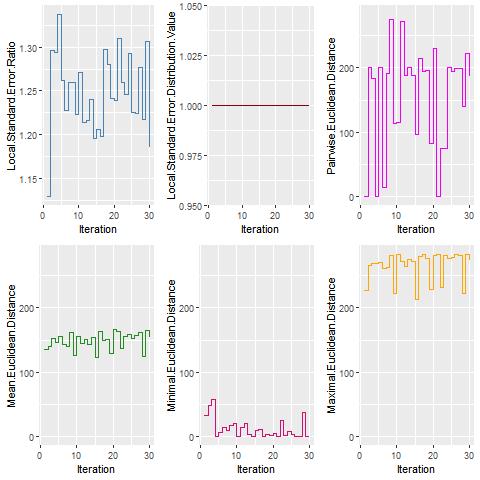 Local.Standard.Error.Ratio
1.30
1.25
1.20
1.15
0 10 20 30
Iteration
Local.Standard.Error.Distribution.Value
1.050
1.025
1.000
0.975
0.950
0 10 20 30
Iteration
Pairwise.Euclidean.Distance
200
100
0
0 10 20 30
Iteration
Mean.Euclidean.Distance
200
100
0
0 10 20 30
Iteration
Minimal.Euclidean.Distance
200
100
0
0 10 20 30
Iteration
Maximal.Euclidean.Distance
200
100
0
0 10 20 30
Iteration